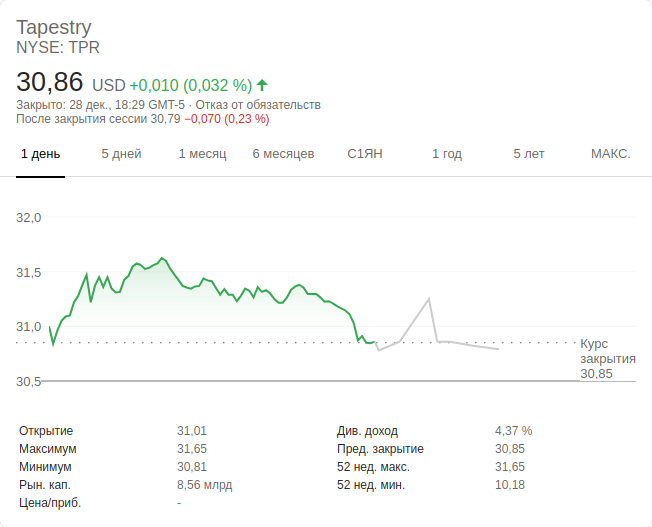 Tapestry
NYSE: TPR
30,86 USD +0,010 (0,032 %)
Закрыто: 28 дек., 18:29 GMT-5 · Отказ от обязательств
После закрытия сессии 30,79 −0,070 (0,23 %)
1 день 5 дней 1 месяц 6 месяцев С1ЯН 1 год 5 лет МАКС.
32,0
31,5
31,0
Курс
закрытия
30,85
30,5
Открытие 31,01 Див. доход 4,37 %
Максимум 31,65 Пред. закрытие 30,85
Минимум 30,81 52 нед. макс. 31,65
Рын. кап. 8,56 млрд 52 нед. мин. 10,18
Цена/приб. -